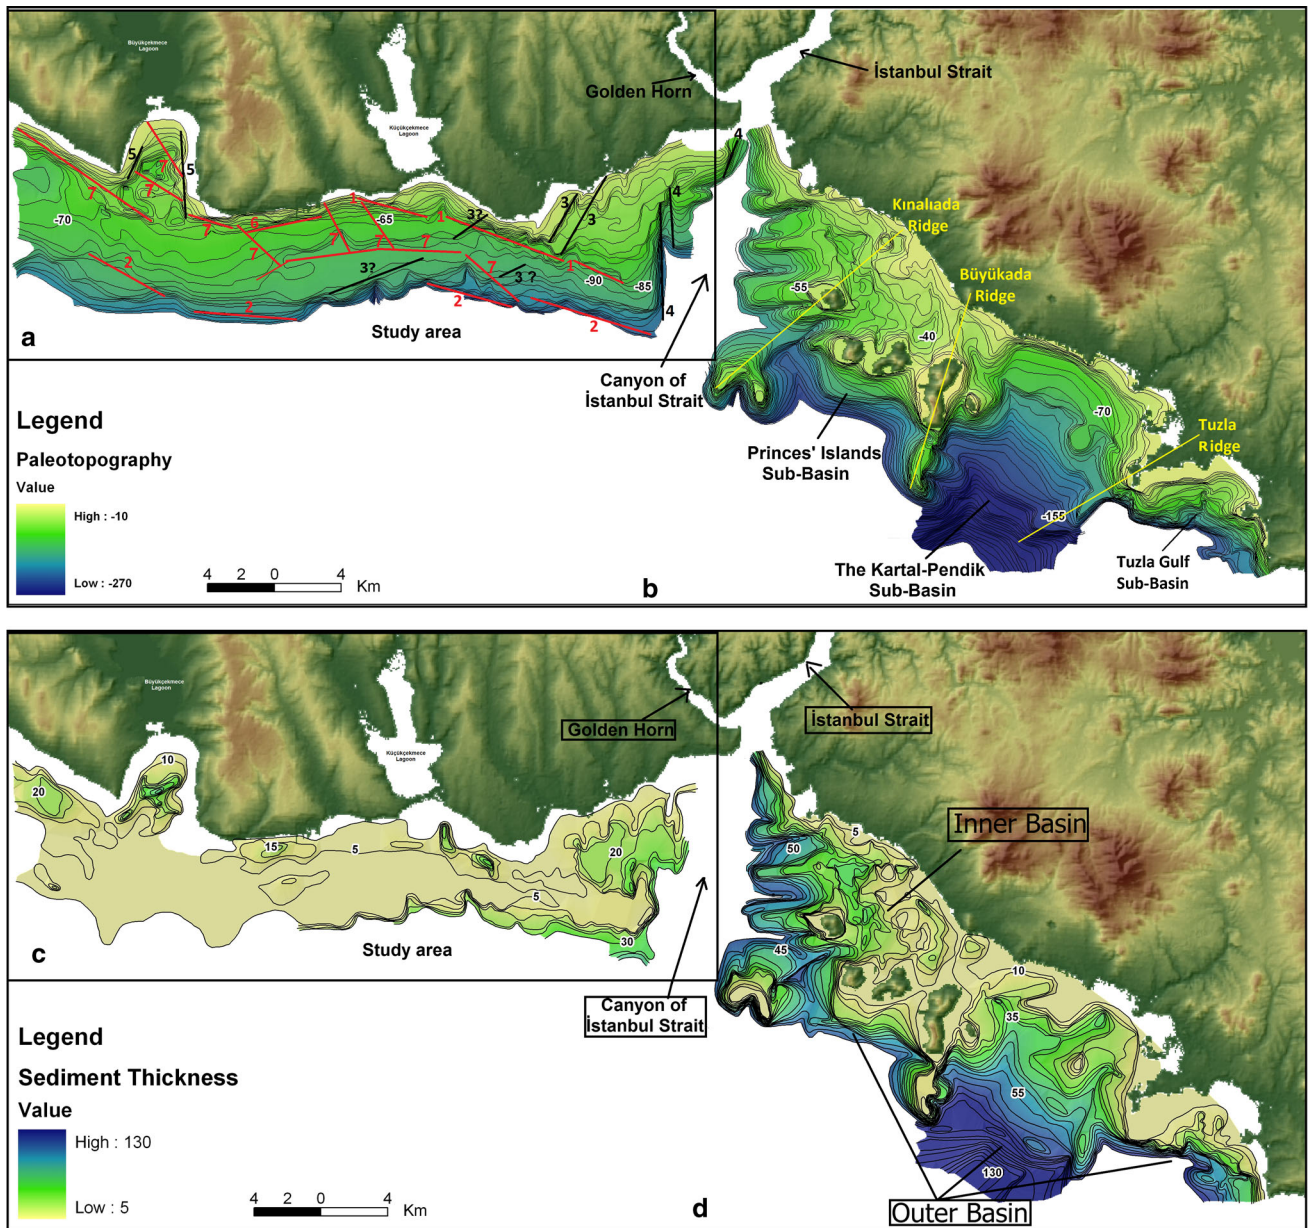 Büyükçekmece
Lagoon
Küçükçekmece
Lagoon
Golden Horn
İstanbul Strait
4
5
5
7
7
7
-70
7
6
1
-65
1
3?
3
3
4
7
7
7
7
2
3?
7
3 ?
1
-90
-85
4
2
2
2
Study area
a
Kınalıada
Ridge
Büyükada
Ridge
-55
-40
-70
Tuzla
Ridge
Canyon of
İstanbul Strait
Princes' Islands
Sub-Basin
-155
The Kartal-Pendik
Sub-Basin
Tuzla Gulf
Sub-Basin
b
Legend
Paleotopography
Value
High : -10
Low : -270
4 2 0 4
Km
Büyükçekmece
Lagoon
Küçükçekmece
Lagoon
Golden Horn
İstanbul Strait
10
20
15
5
20
5
30
Study area
c
Canyon of
İstanbul Strait
Inner Basin
5
50
45
10
35
55
130
Outer Basin
d
Legend
Sediment Thickness
Value
High : 130
Low : 5
4 2 0 4
Km